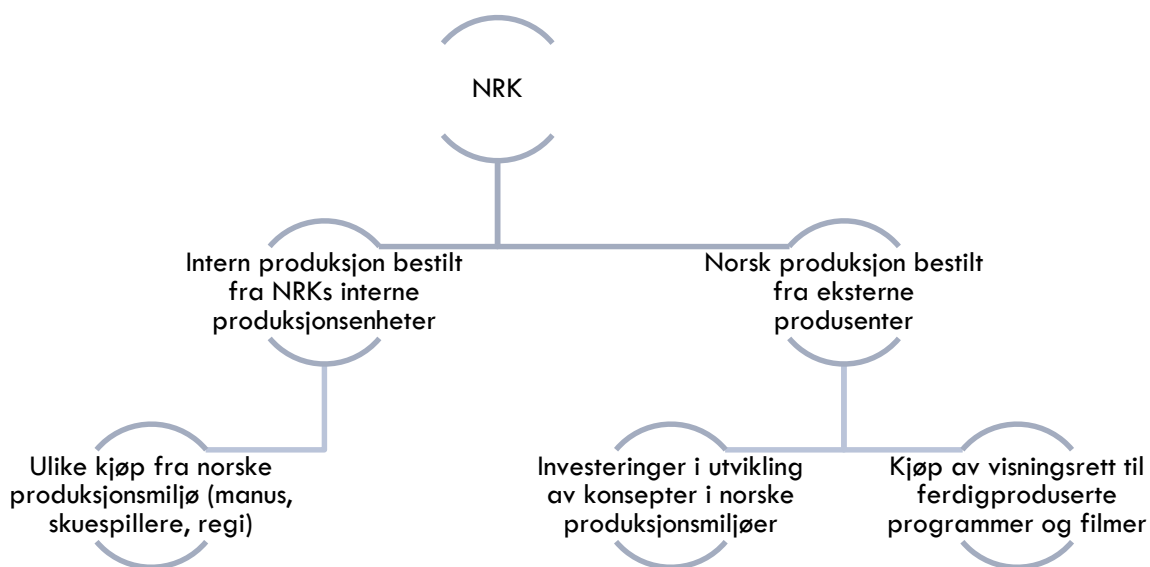 NRK
Intern produksjon bestilt
fra NRKs interne
produksjonsenheter
Norsk produksjon bestilt
fra eksterne
produsenter
Ulike kjøp fra norske
produksjonsmiljø (manus,
skuespillere, regi)
Investeringer i utvikling
av konsepter i norske
produksjonsmiljøer
Kjøp av visningsrett til
ferdigproduserte
programmer og filmer